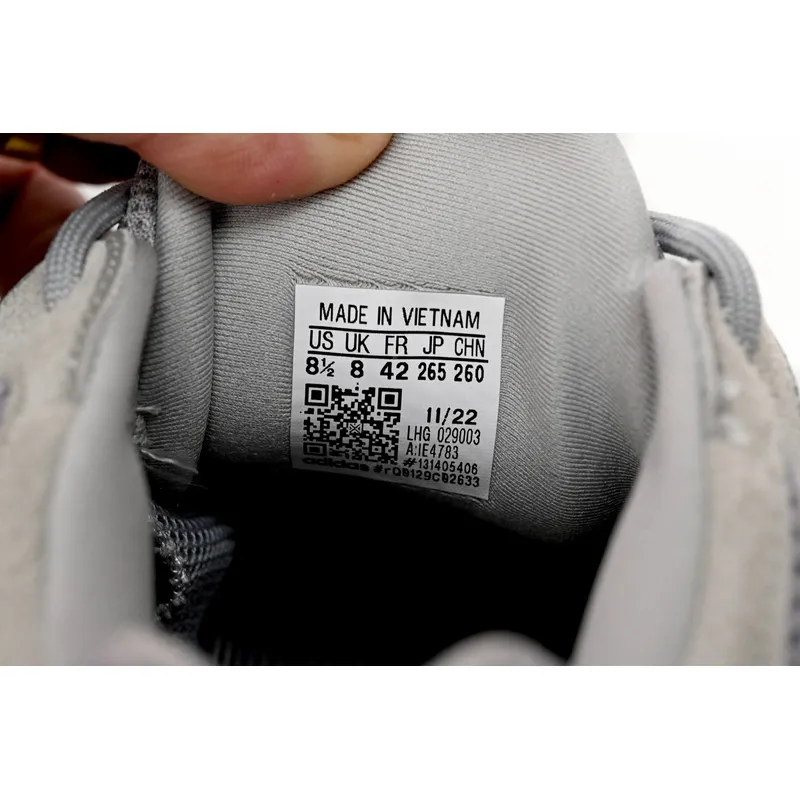 MADE IN VIETNAM
US UK FR JP CHN
8½ 8 42 265 260
11/22
LHG 029003
A:IE4783
#131405406
adidas #rQ0129C02633